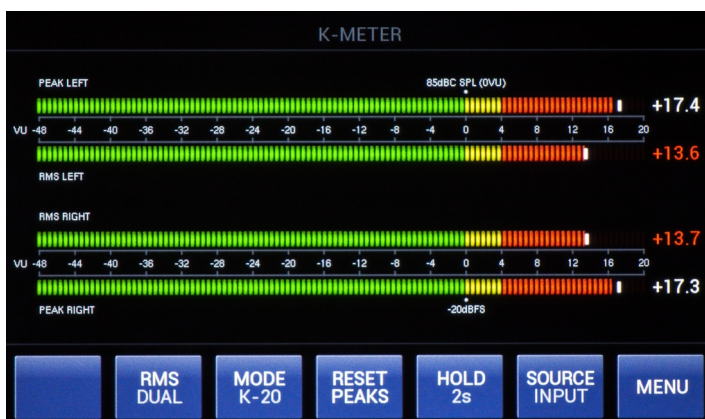 K-METER
PEAK LEFT
85dBC SPL (0VU)
+17.4
VU -48 -44 -40 -36 -32 -28 -24 -20 -16 -12 -8 -4 0 4 8 12 16 20
+13.6
RMS LEFT
RMS RIGHT
+13.7
VU -48 -44 -40 -36 -32 -28 -24 -20 -16 -12 -8 -4 0 4 8 12 16 20
+17.3
PEAK RIGHT
-20dBFS
RMS DUAL
MODE K-20
RESET PEAKS
HOLD 2s
SOURCE INPUT
MENU